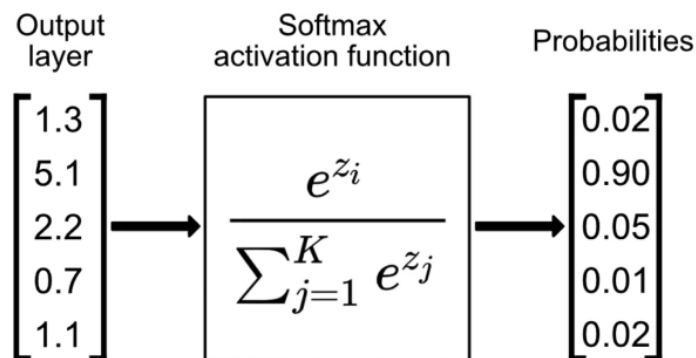 Output
layer
Softmax
activation function
Probabilities
1.3
5.1
2.2
0.7
1.1
e^{z_i}
∑_{j=1}^{K} e^{z_j}
0.02
0.90
0.05
0.01
0.02